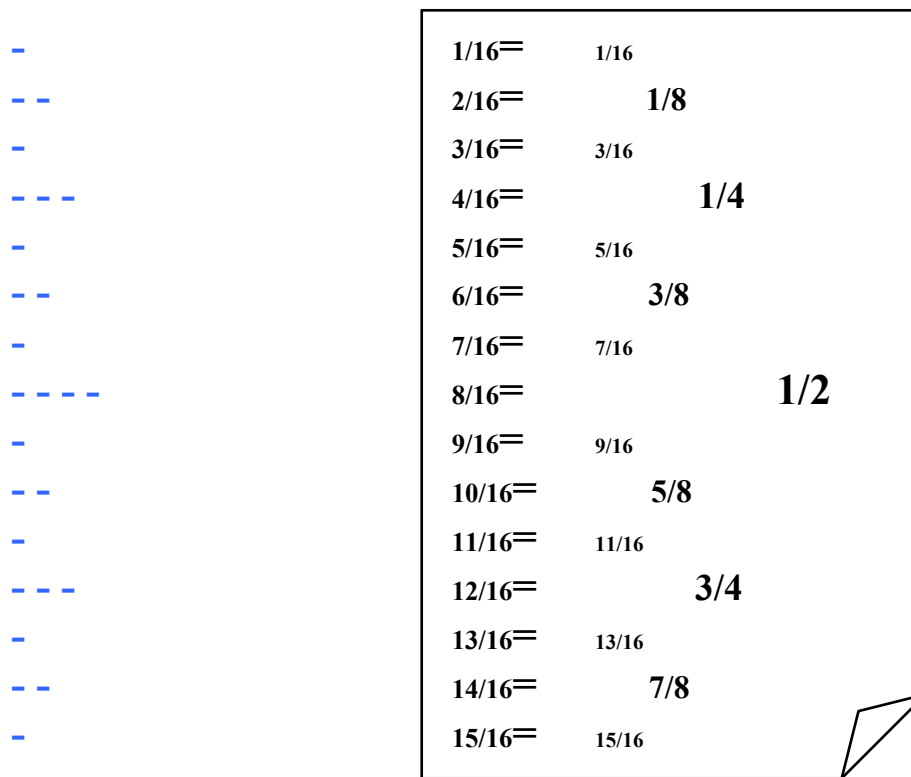 - 1/16= 1/16
- - 2/16= 1/8
- 3/16= 3/16
- - - 4/16= 1/4
- 5/16= 5/16
- - 6/16= 3/8
- 7/16= 7/16
- - - - 8/16= 1/2
- 9/16= 9/16
- - 10/16= 5/8
- 11/16= 11/16
- - - 12/16= 3/4
- 13/16= 13/16
- - 14/16= 7/8
- 15/16= 15/16